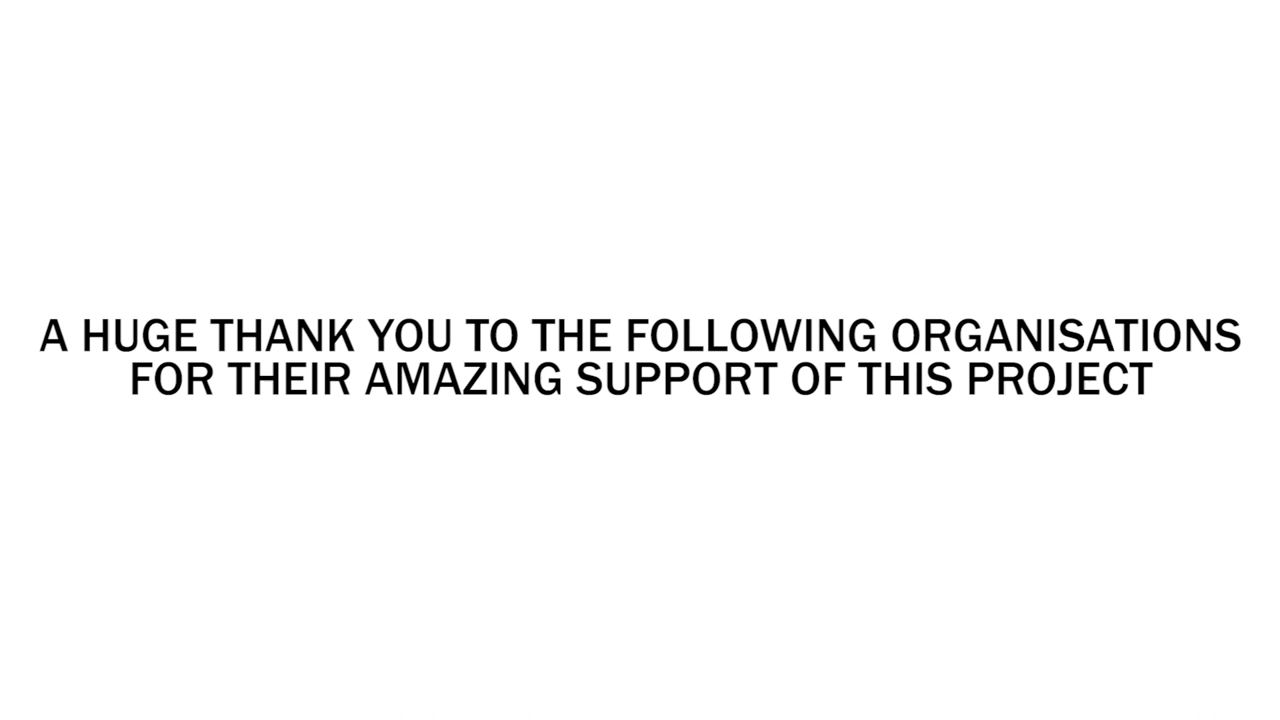 A HUGE THANK YOU TO THE FOLLOWING ORGANISATIONS
FOR THEIR AMAZING SUPPORT OF THIS PROJECT